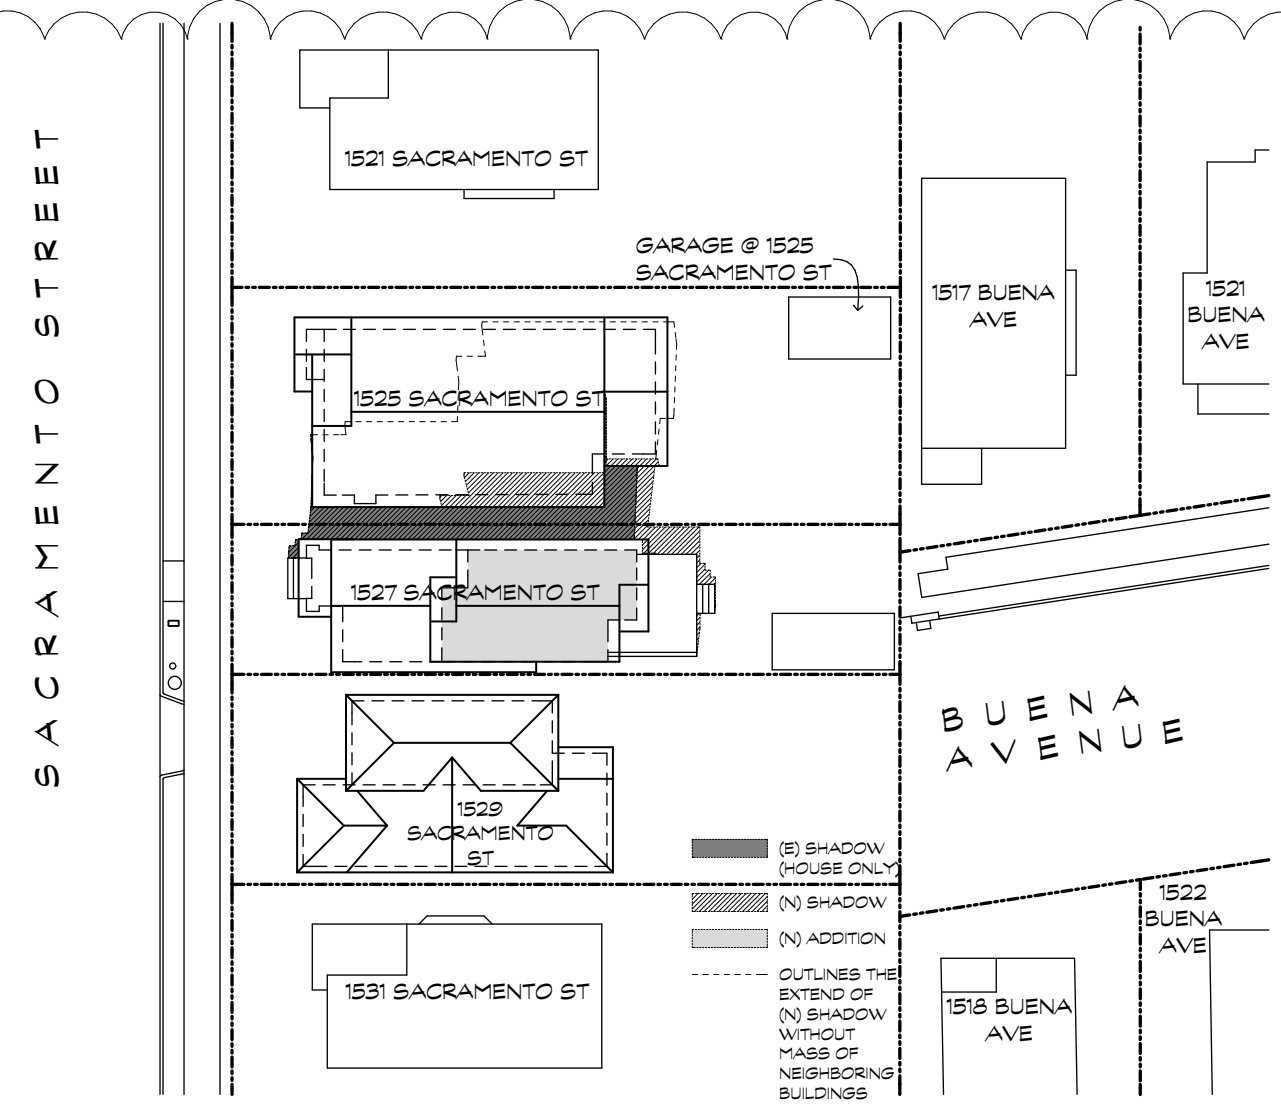 SACRAMENTO STREET
1521 SACRAMENTO ST
GARAGE @ 1525
SACRAMENTO ST
1517 BUENA
AVE
1521
BUENA
AVE
1525 SACRAMENTO ST
1527 SACRAMENTO ST
BUENA
AVENUE
1529
SACRAMENTO
ST
(E) SHADOW
(HOUSE ONLY)
(N) SHADOW
(N) ADDITION
OUTLINES THE
EXTEND OF
(N) SHADOW
WITHOUT
MASS OF
NEIGHBORING
BUILDINGS
1522
BUENA
AVE
1531 SACRAMENTO ST
1518 BUENA
AVE